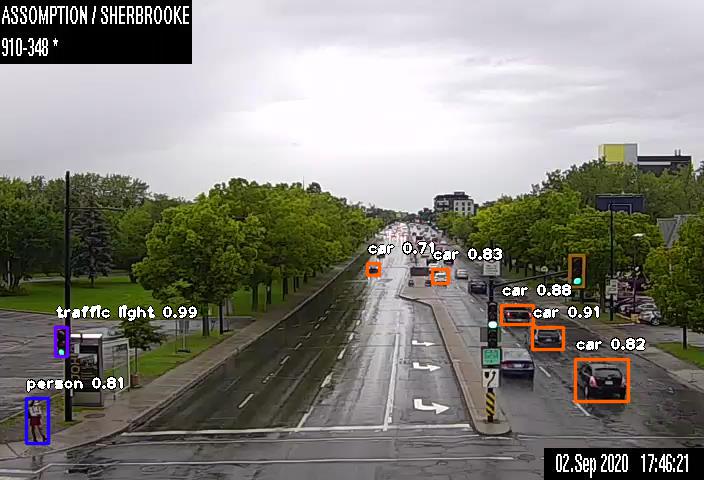 ASSOMPTION / SHERBROOKE
910-348 *
car 0.71
car 0.83
car 0.88
traffic light 0.99
car 0.91
car 0.82
person 0.81
02.Sep 2020 17:46:21